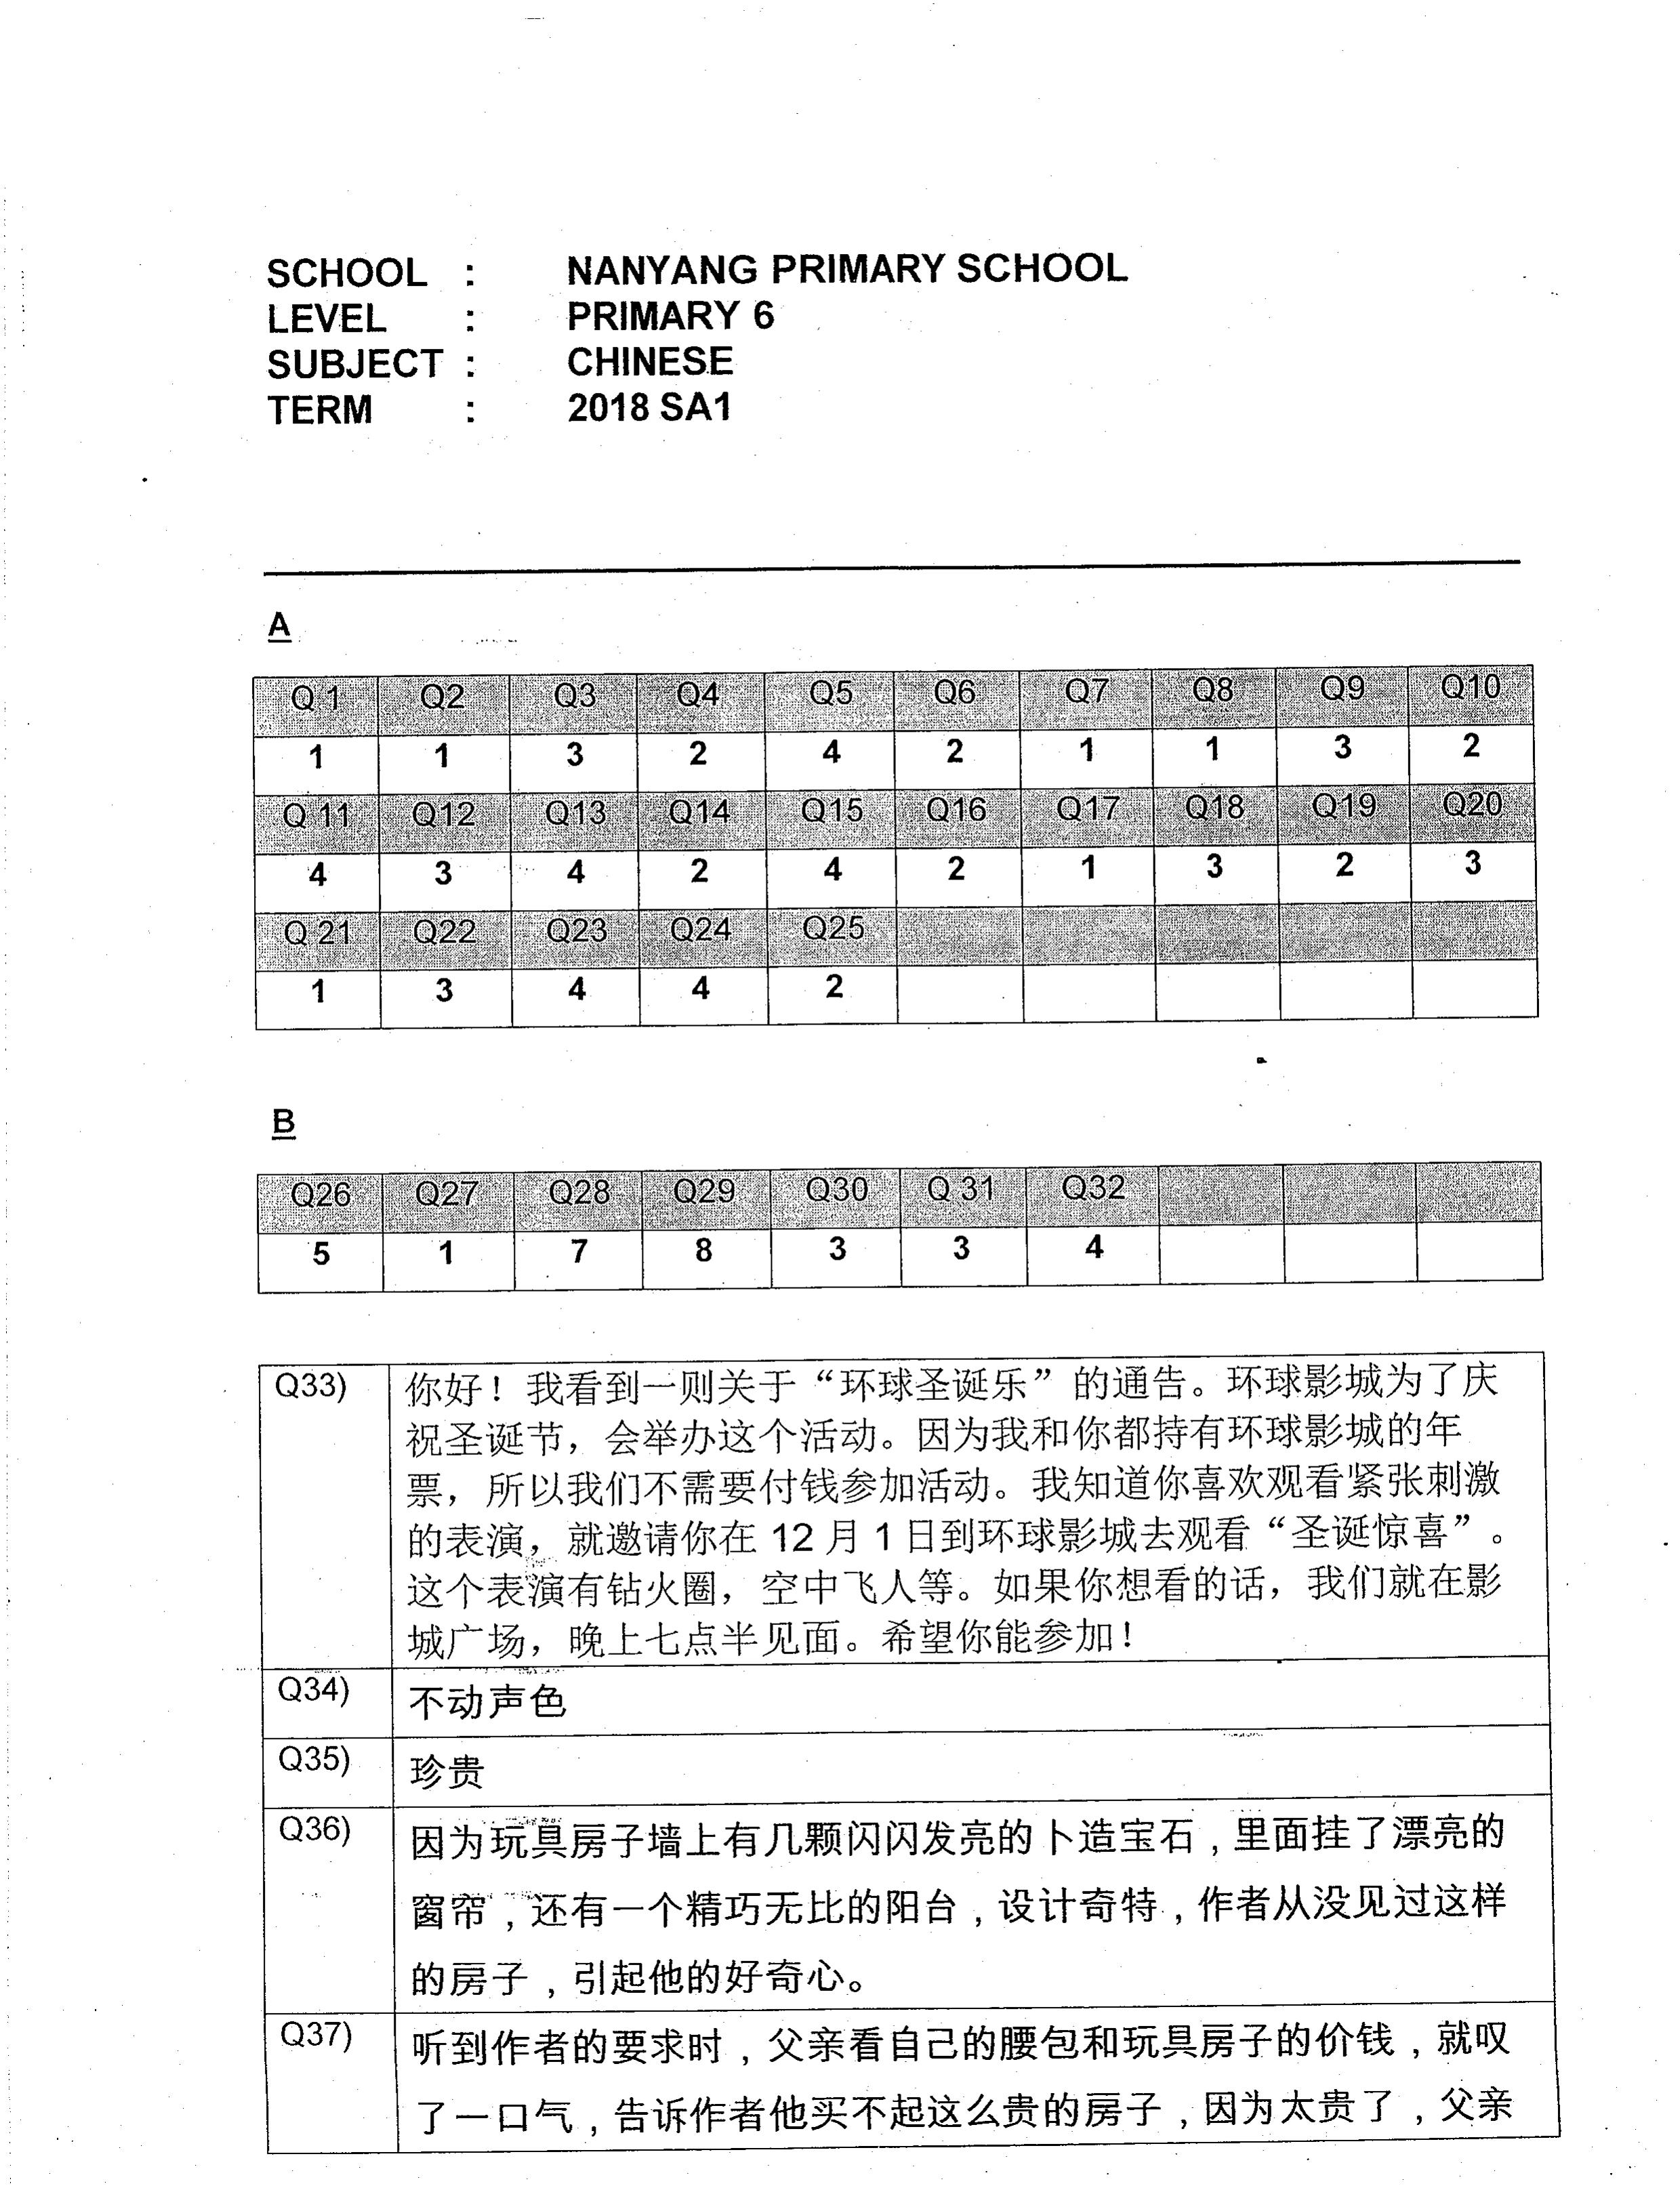 SCHOOL : NANYANG PRIMARY SCHOOL
LEVEL : PRIMARY 6
SUBJECT : CHINESE
TERM : 2018 SA1
A
Q 1 Q2 Q3 Q4 Q5 Q6 Q7 Q8 Q9 Q10
1 1 3 2 4 2 1 1 3 2
Q 11 Q12 Q13 Q14 Q15 Q16 Q17 Q18 Q19 Q20
4 3 4 2 4 2 1 3 2 3
Q 21 Q22 Q23 Q24 Q25
1 3 4 4 2
B
Q26 Q27 Q28 Q29 Q30 Q 31 Q32
5 1 7 8 3 3 4
Q33) 你好！我看到一则关于“环球圣诞乐”的通告。环球影城为了庆
祝圣诞节，会举办这个活动。因为我和你都持有环球影城的年
票，所以我们不需要付钱参加活动。我知道你喜欢观看紧张刺激
的表演，就邀请你在 12 月 1 日到环球影城去观看“圣诞惊喜”。
这个表演有钻火圈，空中飞人等。如果你想看的话，我们就在影
城广场，晚上七点半见面。希望你能参加！
Q34) 不动声色
Q35) 珍贵
Q36) 因为玩具房子墙上有几颗闪闪发亮的卜造宝石，里面挂了漂亮的
窗帘，还有一个精巧无比的阳台，设计奇特，作者从没见过这样
的房子，引起他的好奇心。
Q37) 听到作者的要求时，父亲看自己的腰包和玩具房子的价钱，就叹
了一口气，告诉作者他买不起这么贵的房子，因为太贵了，父亲